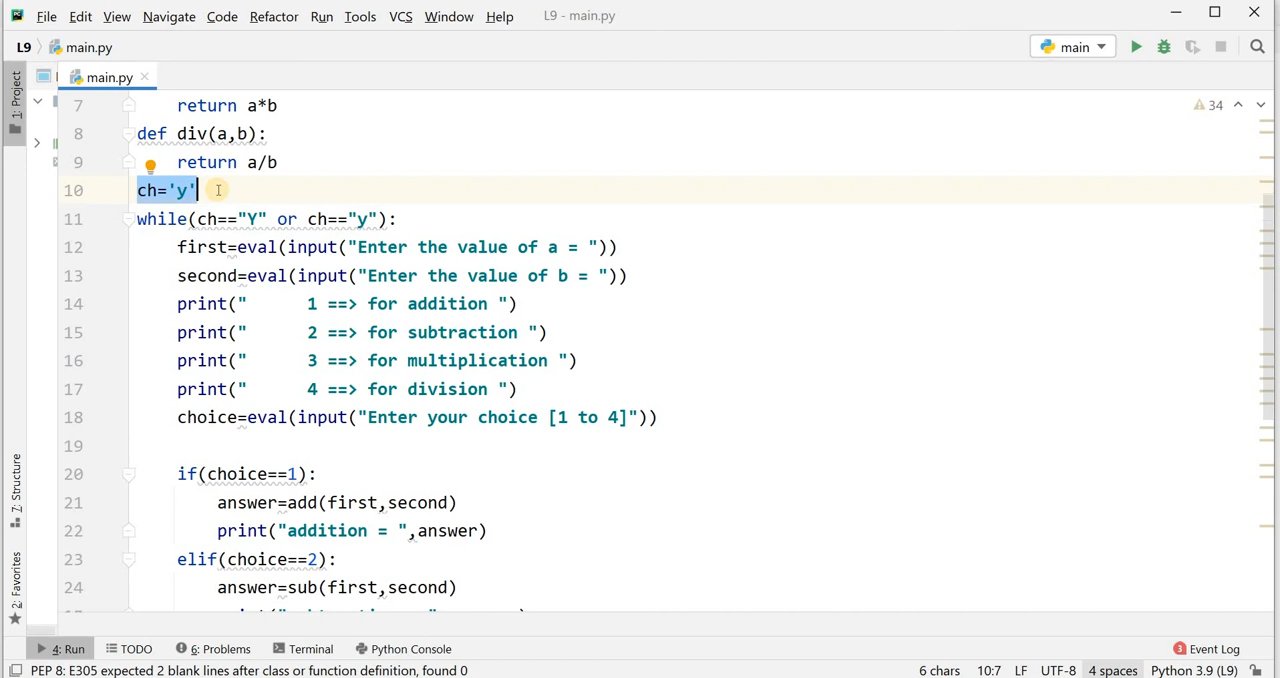 File Edit View Navigate Code Refactor Run Tools VCS Window Help L9 - main.py
L9 main.py main
1: Project main.py
7 return a*b 34
8 def div(a,b):
9 return a/b
10 ch='y'
11 while(ch=="Y" or ch=="y"):
12 first=eval(input("Enter the value of a = "))
13 second=eval(input("Enter the value of b = "))
14 print("      1 ==> for addition ")
15 print("      2 ==> for subtraction ")
16 print("      3 ==> for multiplication ")
17 print("      4 ==> for division ")
18 choice=eval(input("Enter your choice [1 to 4]"))
19
20 if(choice==1):
21 answer=add(first,second)
22 print("addition = ",answer)
23 elif(choice==2):
24 answer=sub(first,second)
7: Structure
2: Favorites
4: Run TODO 6: Problems Terminal Python Console 3 Event Log
PEP 8: E305 expected 2 blank lines after class or function definition, found 0 6 chars 10:7 LF UTF-8 4 spaces Python 3.9 (L9)